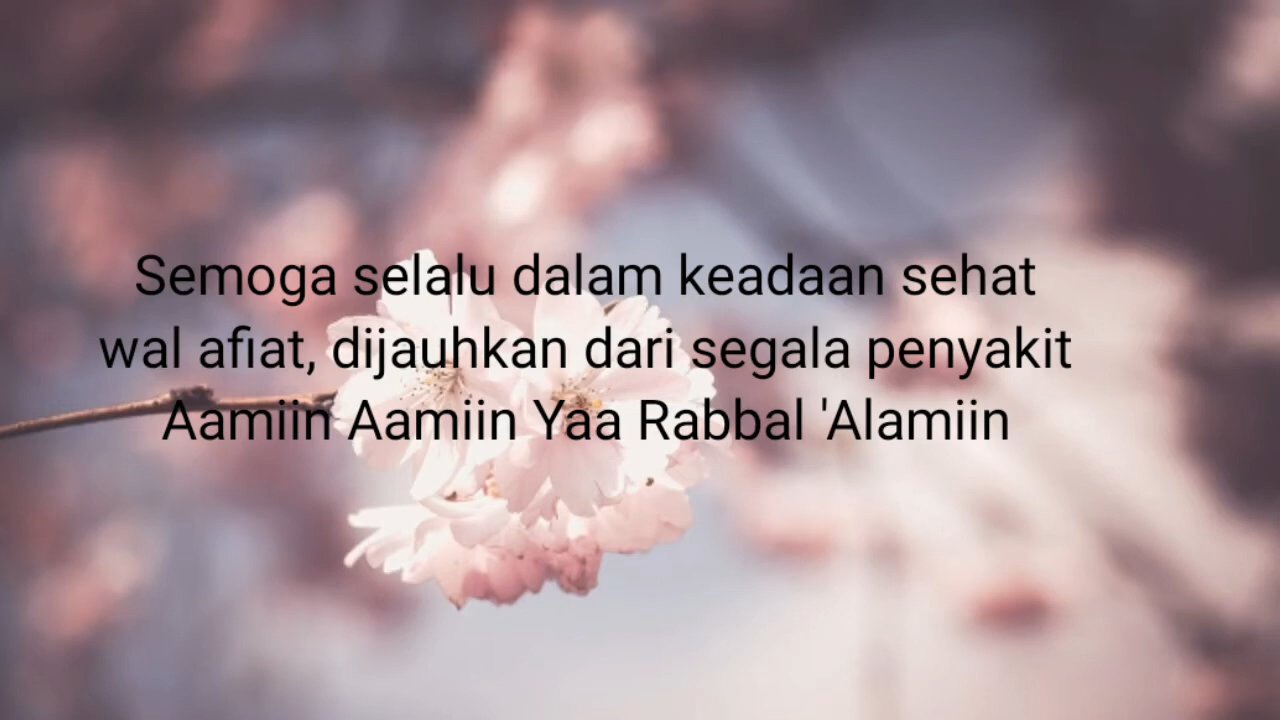 Semoga selalu dalam keadaan sehat
wal afiat, dijauhkan dari segala penyakit
Aamiin Aamiin Yaa Rabbal 'Alamiin